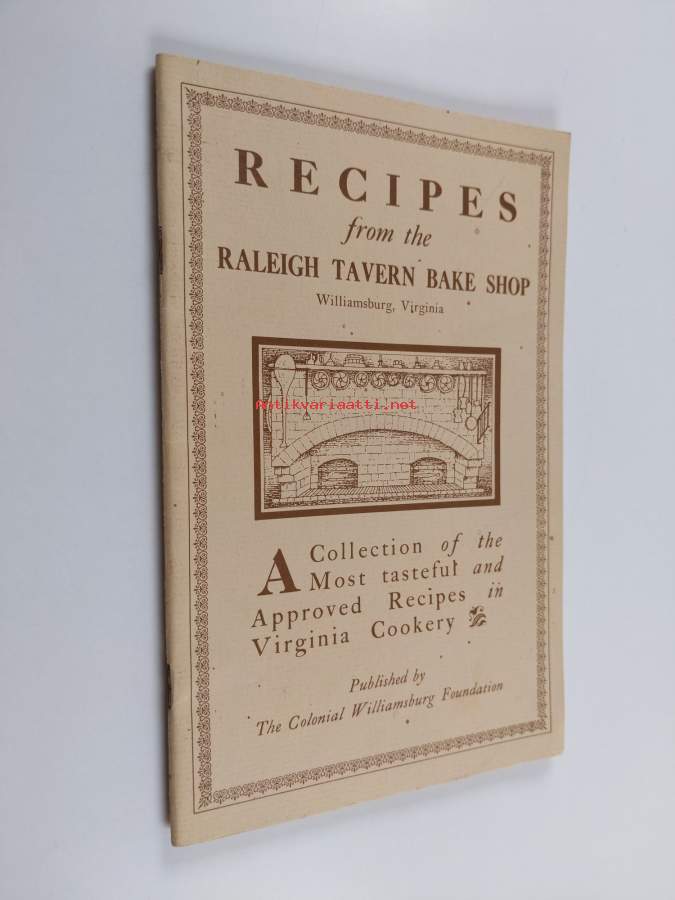 RECIPES
from the
RALEIGH TAVERN BAKE SHOP
Williamsburg, Virginia
Antikvariaatti.net
A Collection of the
Most tasteful and
Approved Recipes in
Virginia Cookery
Published by
The Colonial Williamsburg Foundation